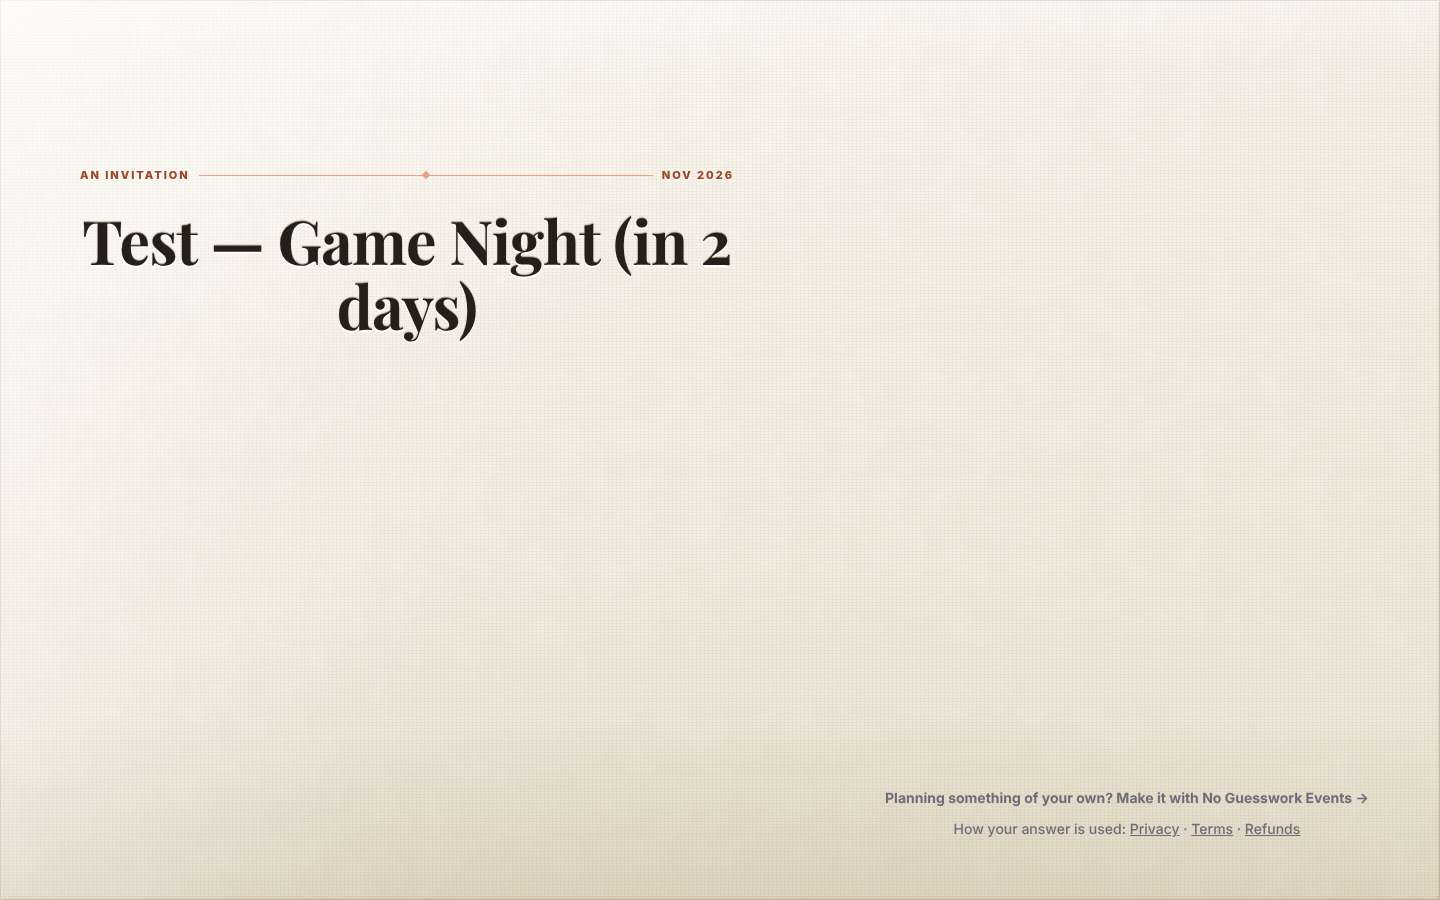 AN INVITATION NOV 2026
Test — Game Night (in 2
days)
Planning something of your own? Make it with No Guesswork Events →
How your answer is used: Privacy · Terms · Refunds